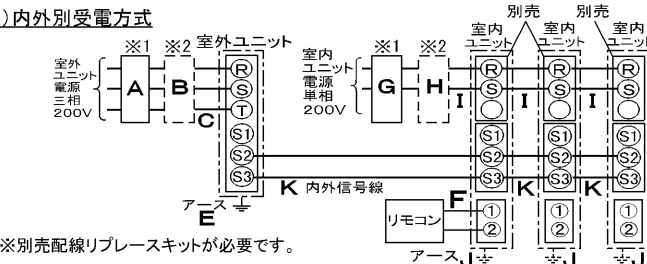 )内外別受電方式
※1
※2
室外ユニット
室外
ユニット
電源
三相
200V
A
B
C
R
S
T
S1
S2
S3
アース
E
K 内外信号線
※1
※2
室内
ユニット
電源
単相
200V
G
H
別売
別売
室内
ユニット
室内
ユニット
室内
ユニット
R
S
R
S
R
S
I
I
I
S1
S2
S3
S1
S2
S3
S1
S2
S3
K
K
リモコン
F
①
②
①
②
①
②
アース
J
J
J
※別売配線リプレースキットが必要です。